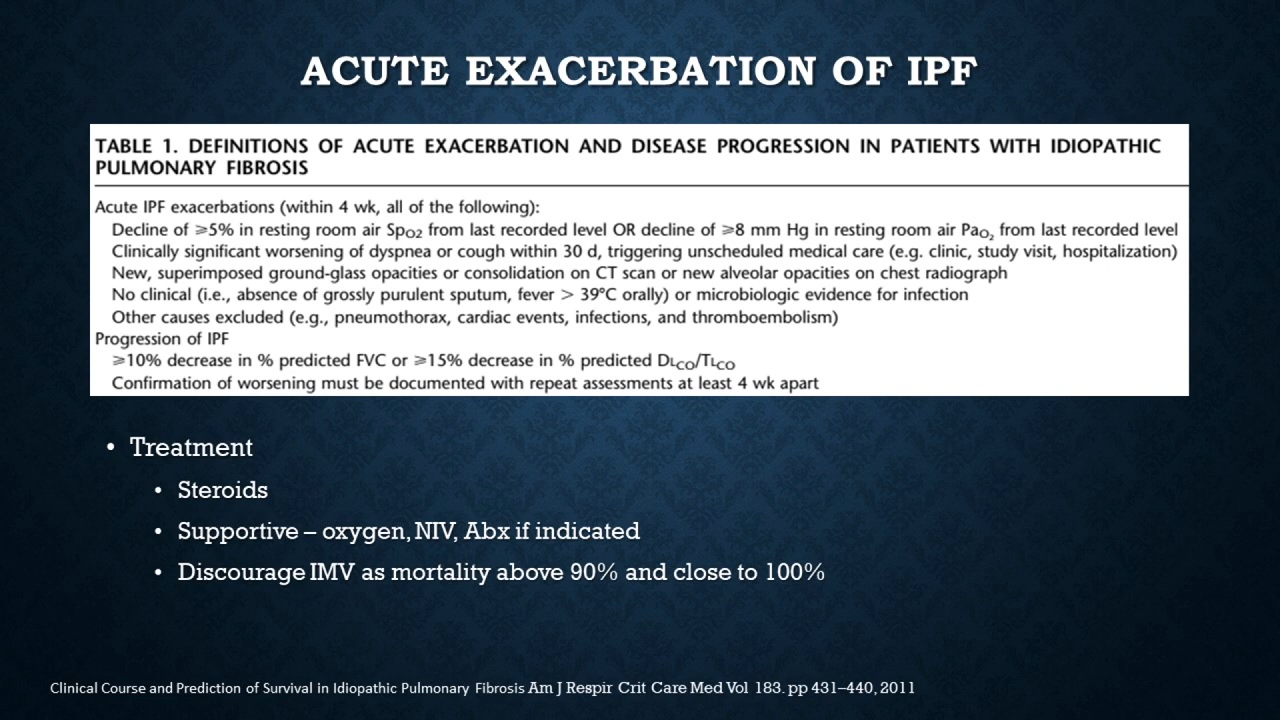 ACUTE EXACERBATION OF IPF
TABLE 1. DEFINITIONS OF ACUTE EXACERBATION AND DISEASE PROGRESSION IN PATIENTS WITH IDIOPATHIC
PULMONARY FIBROSIS
Acute IPF exacerbations (within 4 wk, all of the following):
Decline of ≥5% in resting room air SpO2 from last recorded level OR decline of ≥8 mm Hg in resting room air PaO2 from last recorded level
Clinically significant worsening of dyspnea or cough within 30 d, triggering unscheduled medical care (e.g. clinic, study visit, hospitalization)
New, superimposed ground-glass opacities or consolidation on CT scan or new alveolar opacities on chest radiograph
No clinical (i.e., absence of grossly purulent sputum, fever > 39°C orally) or microbiologic evidence for infection
Other causes excluded (e.g., pneumothorax, cardiac events, infections, and thromboembolism)
Progression of IPF
≥10% decrease in % predicted FVC or ≥15% decrease in % predicted DLCO/TLCO
Confirmation of worsening must be documented with repeat assessments at least 4 wk apart
• Treatment
• Steroids
• Supportive – oxygen, NIV, Abx if indicated
• Discourage IMV as mortality above 90% and close to 100%
Clinical Course and Prediction of Survival in Idiopathic Pulmonary Fibrosis Am J Respir Crit Care Med Vol 183. pp 431–440, 2011